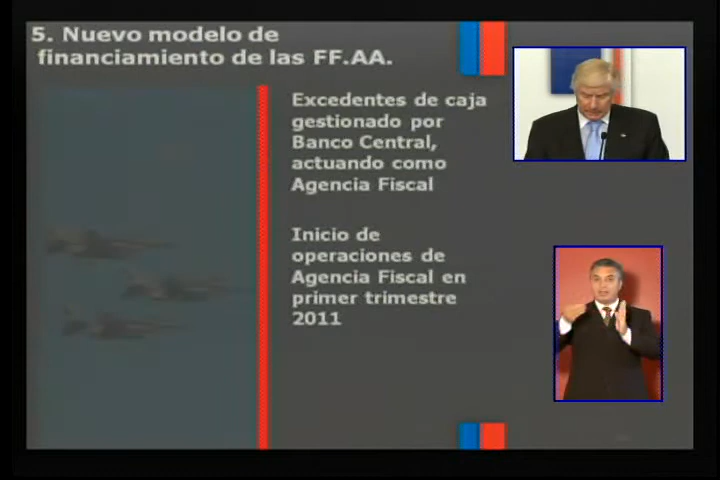 5. Nuevo modelo de
financiamiento de las FF.AA.
Excedentes de caja
gestionado por
Banco Central,
actuando como
Agencia Fiscal
Inicio de
operaciones de
Agencia Fiscal en
primer trimestre
2011